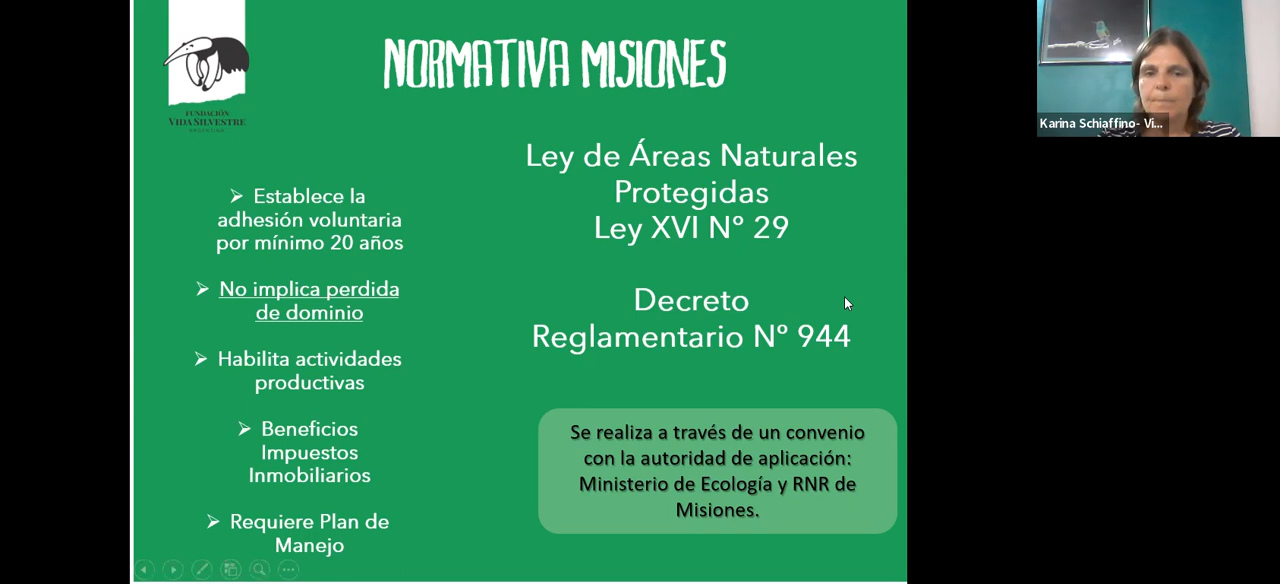 NORMATIVA MISIONES
FUNDACIÓN
VIDA SILVESTRE
ARGENTINA
➢ Establece la
adhesión voluntaria
por mínimo 20 años
➢ No implica perdida
de dominio
➢ Habilita actividades
productivas
➢ Beneficios
Impuestos
Inmobiliarios
➢ Requiere Plan de
Manejo
Ley de Áreas Naturales
Protegidas
Ley XVI Nº 29
Decreto
Reglamentario Nº 944
Se realiza a través de un convenio
con la autoridad de aplicación:
Ministerio de Ecología y RNR de
Misiones.
Karina Schiaffino- Vi...